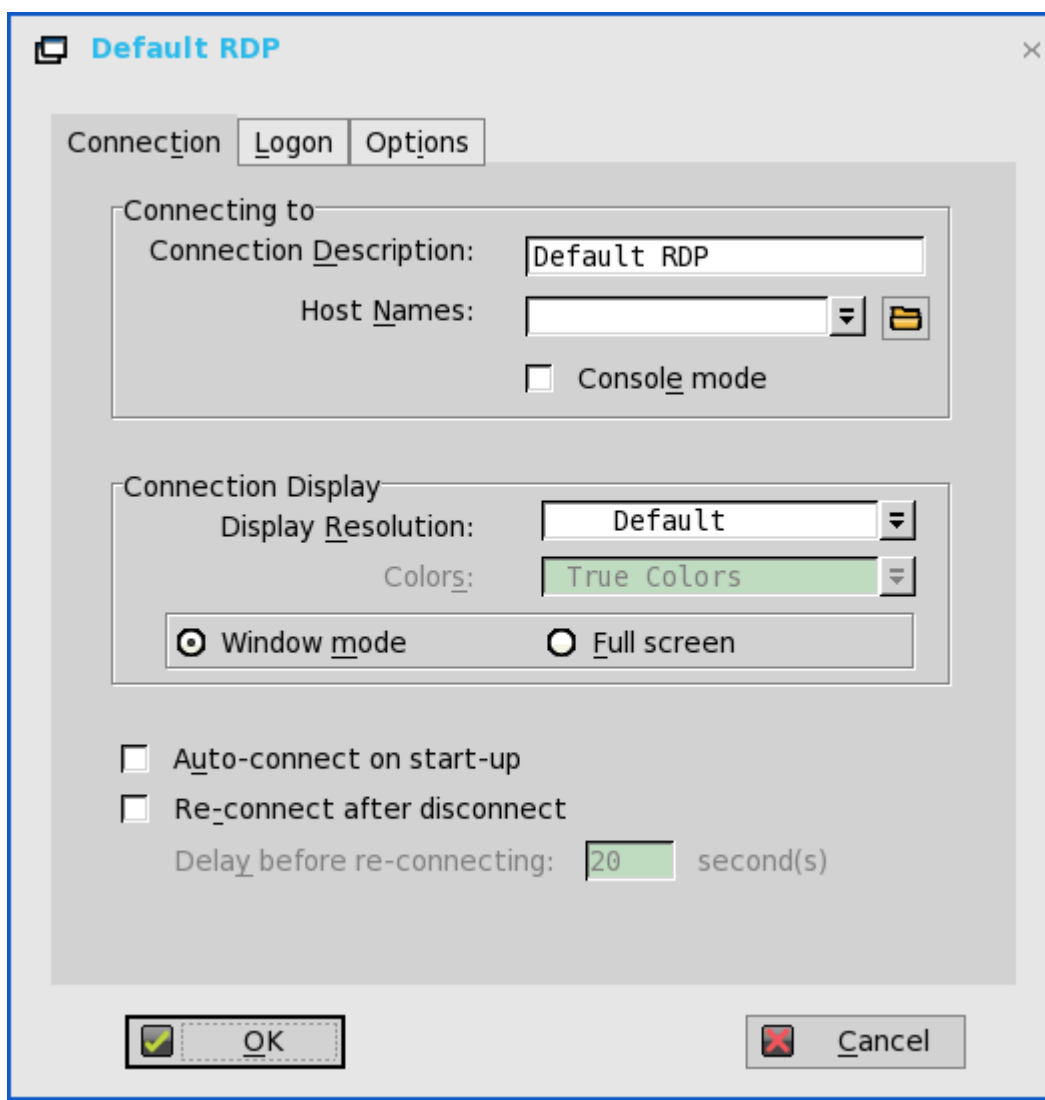 Default RDP
Connection Logon Options
Connecting to
Connection Description: Default RDP
Host Names:
Console mode
Connection Display
Display Resolution: Default
Colors: True Colors
Window mode Full screen
Auto-connect on start-up
Re-connect after disconnect
Delay before re-connecting: 20 second(s)
OK Cancel